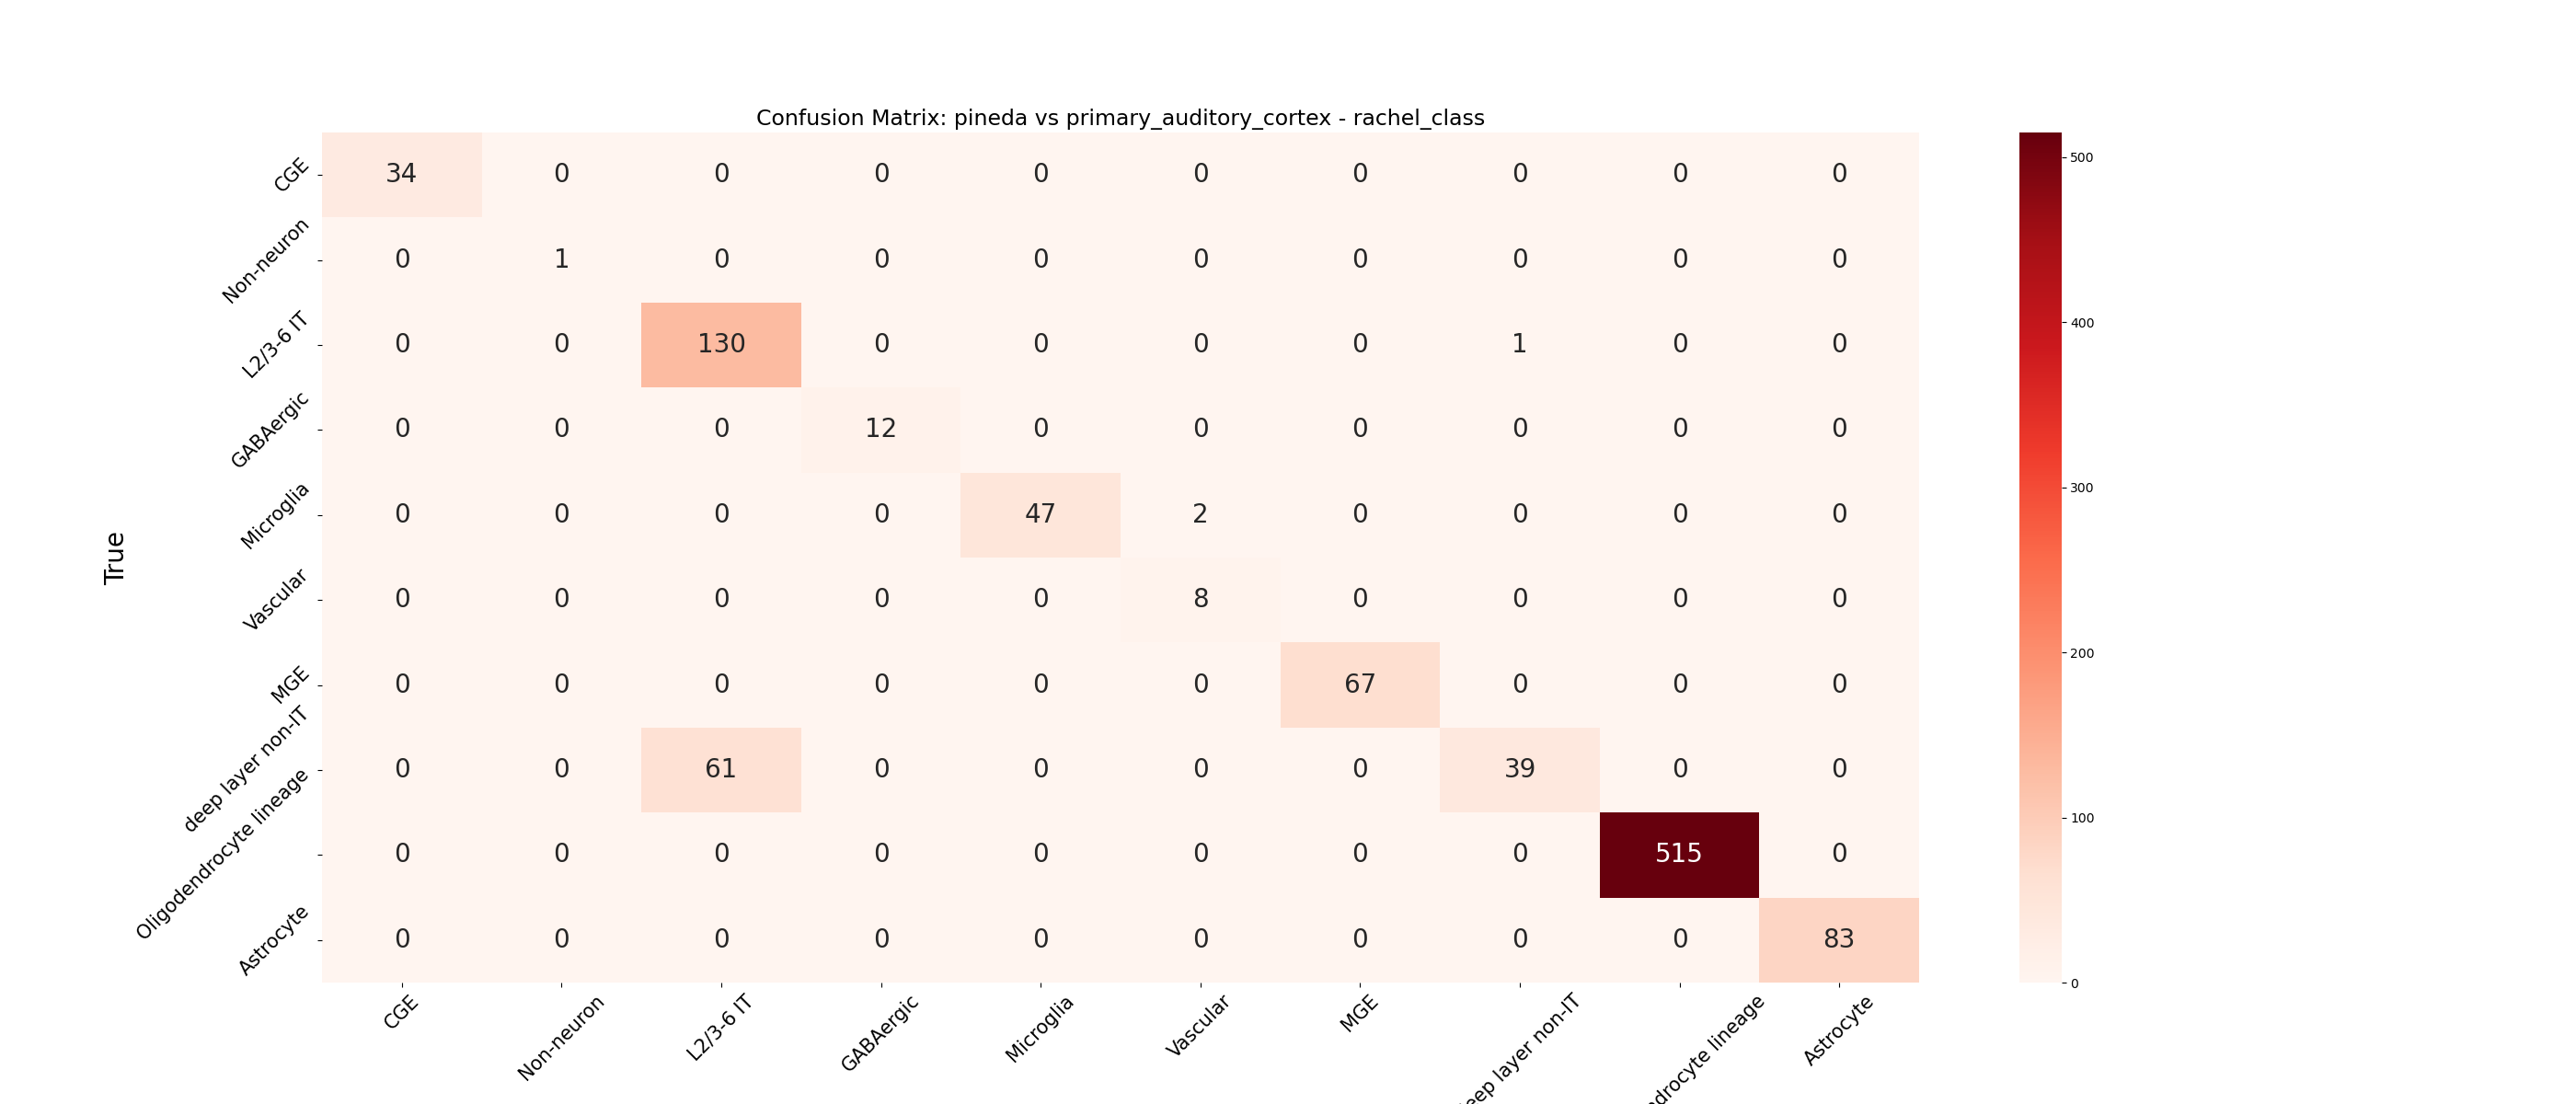 Confusion Matrix: pineda vs primary_auditory_cortex - rachel_class
True
CGE 34 0 0 0 0 0 0 0 0 0
Non-neuron 0 1 0 0 0 0 0 0 0 0
L2/3-6 IT 0 0 130 0 0 0 0 1 0 0
GABAergic 0 0 0 12 0 0 0 0 0 0
Microglia 0 0 0 0 47 2 0 0 0 0
Vascular 0 0 0 0 0 8 0 0 0 0
MGE 0 0 0 0 0 0 67 0 0 0
deep layer non-IT 0 0 61 0 0 0 0 39 0 0
Oligodendrocyte lineage 0 0 0 0 0 0 0 0 515 0
Astrocyte 0 0 0 0 0 0 0 0 0 83
CGE
Non-neuron
L2/3-6 IT
GABAergic
Microglia
Vascular
MGE
layer non-IT
lineage
Astrocyte
500
400
300
200
100
0